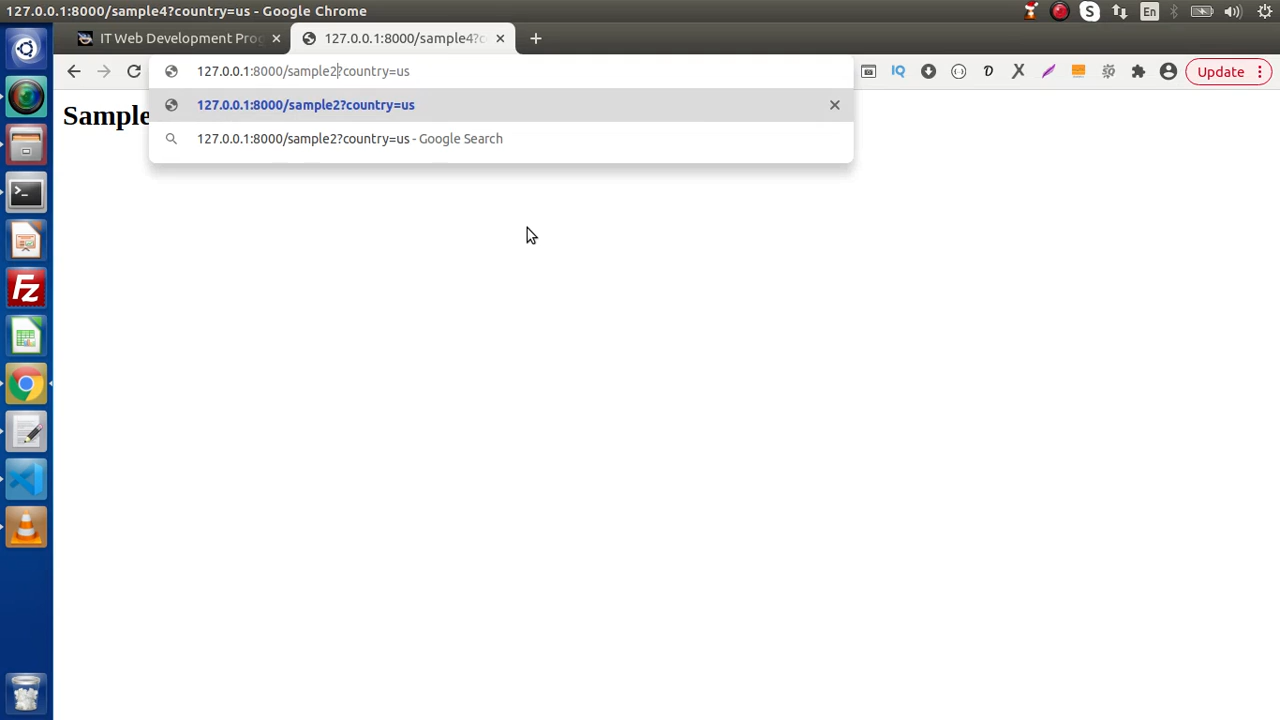 127.0.0.1:8000/sample4?country=us - Google Chrome
En
IT Web Development Pro
127.0.0.1:8000/sample4?c
127.0.0.1:8000/sample2?country=us
IQ
D
X
Update
127.0.0.1:8000/sample2?country=us
127.0.0.1:8000/sample2?country=us - Google Search
Sample
Fz